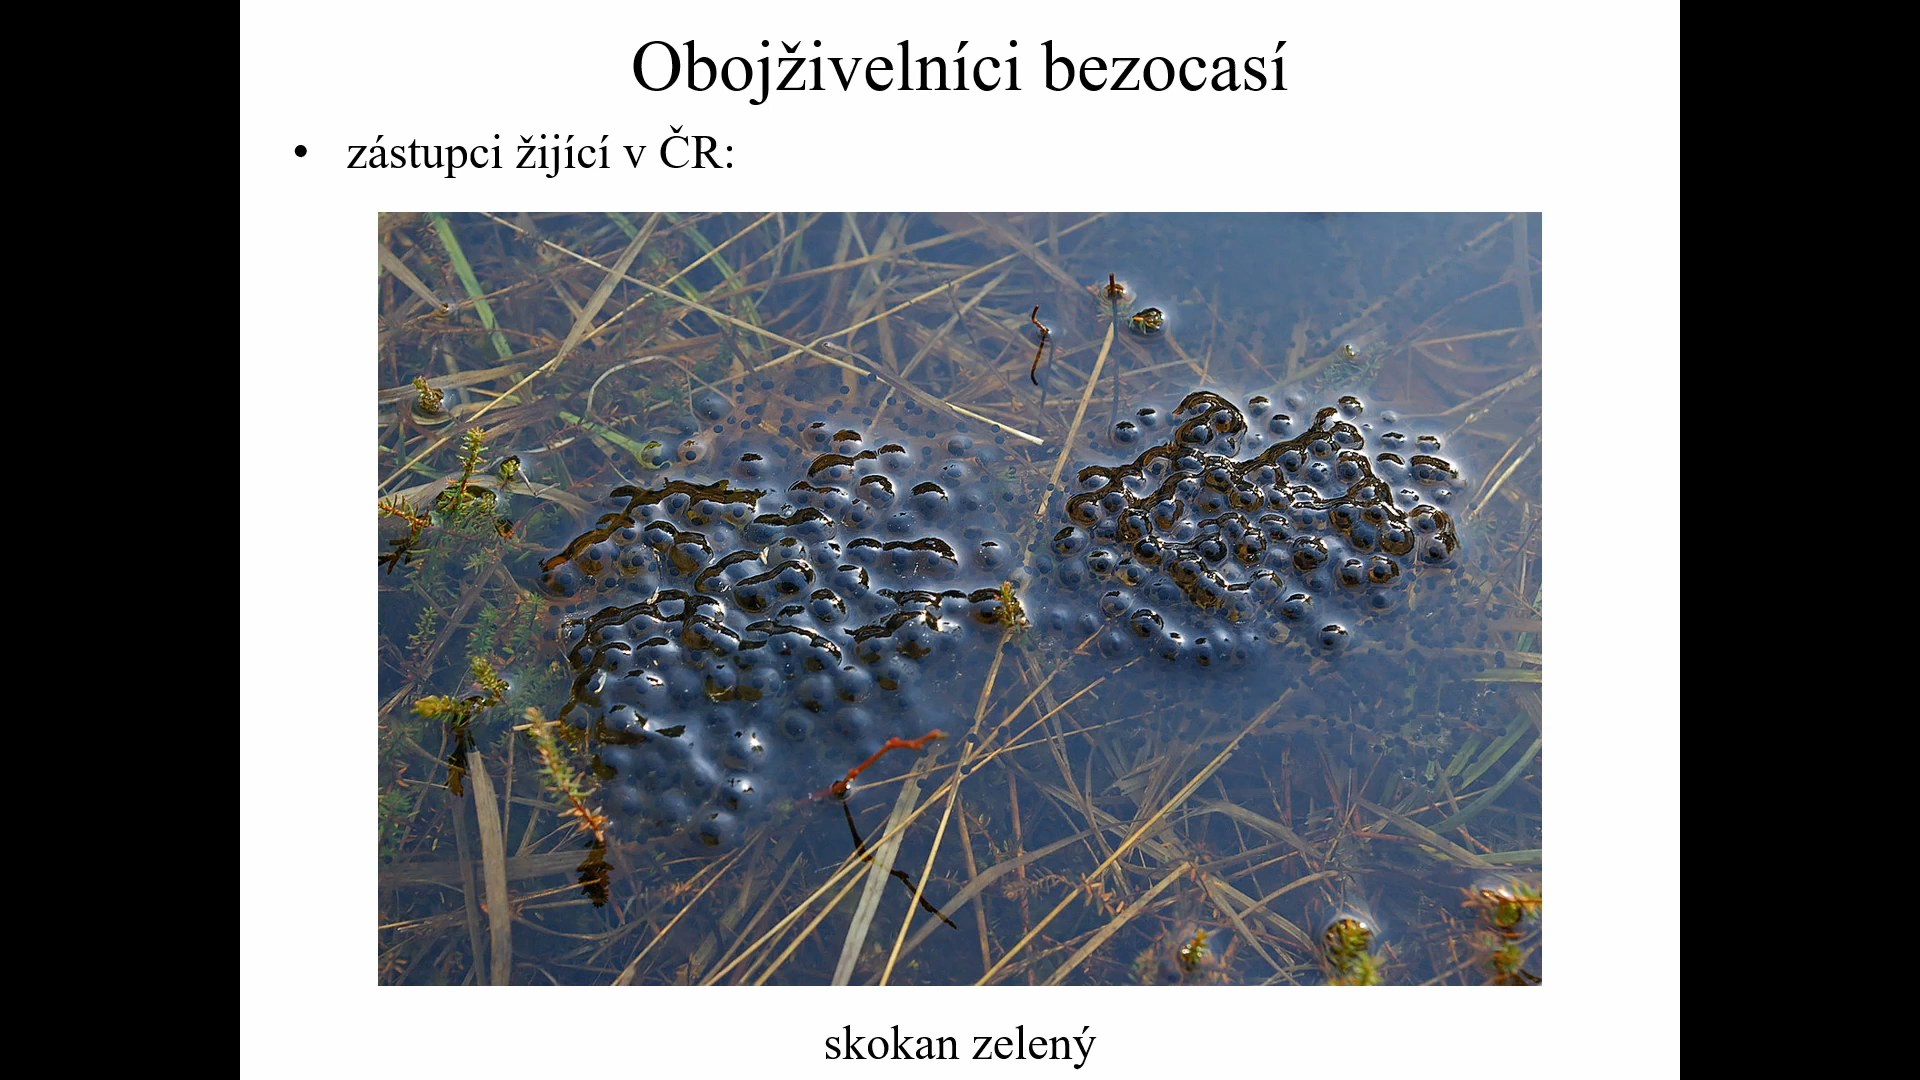 Obojživelníci bezocasí
• zástupci žijící v ČR:
skokan zelený